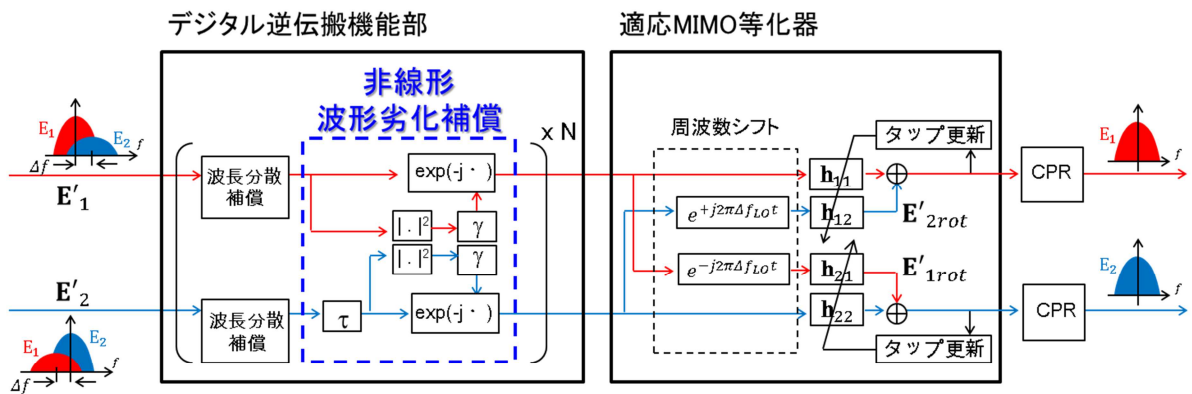 デジタル逆伝搬機能部
適応MIMO等化器
非線形
波形劣化補償
x N
E₁
E₂
f
Δf
E′₁
波長分散
補償
exp(-j・ )
|.|²
γ
|.|²
γ
E′₂
波長分散
補償
τ
exp(-j・ )
E₁
E₂
f
Δf
周波数シフト
タップ更新
h₁₁
e^{+j2πΔf_{LO}t}
h₁₂
E′₂rot
e^{-j2πΔf_{LO}t}
h₂₁
E′₁rot
h₂₂
タップ更新
CPR
E₁
f
CPR
E₂
f